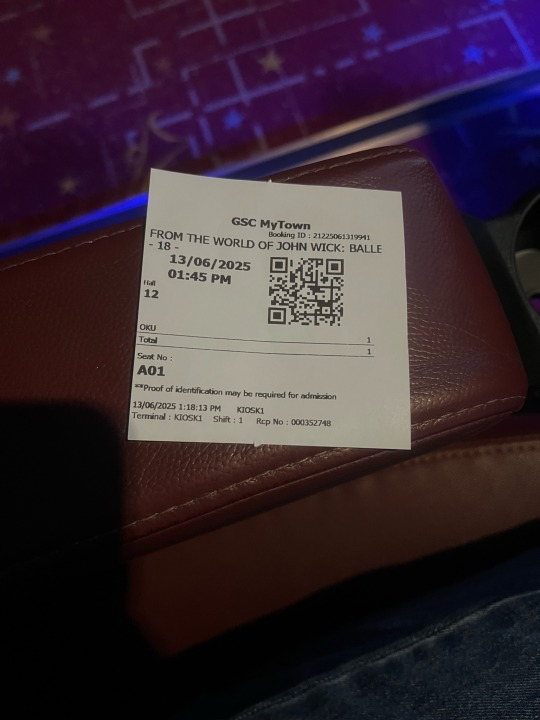 GSC MyTown
Booking ID : 21225061319941
FROM THE WORLD OF JOHN WICK: BALLE
- 18 -
13/06/2025
01:45 PM
Hall
12
OKU 1
Total 1
Seat No :
A01
**Proof of identification may be required for admission
13/06/2025 1:18:13 PM KIOSK1
Terminal : KIOSK1 Shift : 1 Rcp No : 000352748